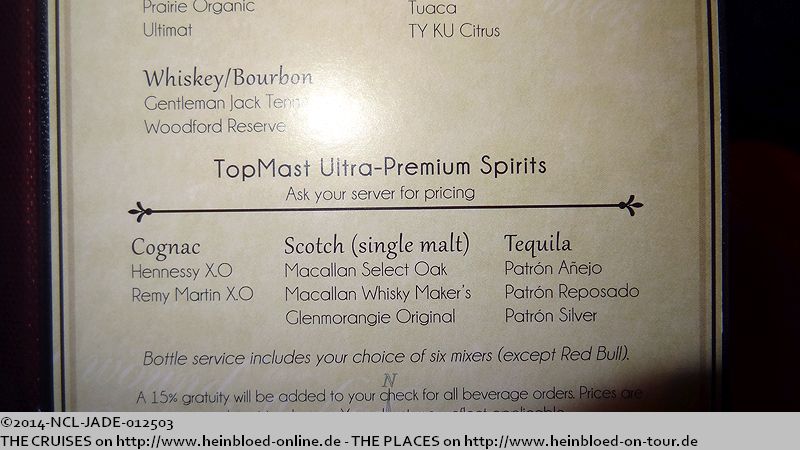 Prairie Organic
Tuaca
Ultimat
TY KU Citrus
Whiskey/Bourbon
Gentleman Jack Tenn
Woodford Reserve
TopMast Ultra-Premium Spirits
Ask your server for pricing
Cognac
Hennessy X.O
Remy Martin X.O
Scotch (single malt)
Macallan Select Oak
Macallan Whisky Maker's
Glenmorangie Original
Tequila
Patrón Añejo
Patrón Reposado
Patrón Silver
Bottle service includes your choice of six mixers (except Red Bull).
N
A 15% gratuity will be added to your check for all beverage orders. Prices are
©2014-NCL-JADE-012503
THE CRUISES on http://www.heinbloed-online.de - THE PLACES on http://www.heinbloed-on-tour.de